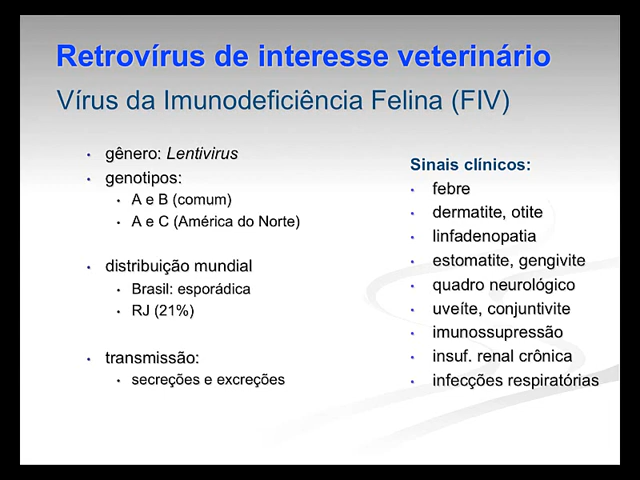 Retrovírus de interesse veterinário
Vírus da Imunodeficiência Felina (FIV)
• gênero: Lentivirus
• genotipos:
• A e B (comum)
• A e C (América do Norte)
• distribuição mundial
• Brasil: esporádica
• RJ (21%)
• transmissão:
• secreções e excreções
Sinais clínicos:
• febre
• dermatite, otite
• linfadenopatia
• estomatite, gengivite
• quadro neurológico
• uveíte, conjuntivite
• imunossupressão
• insuf. renal crônica
• infecções respiratórias